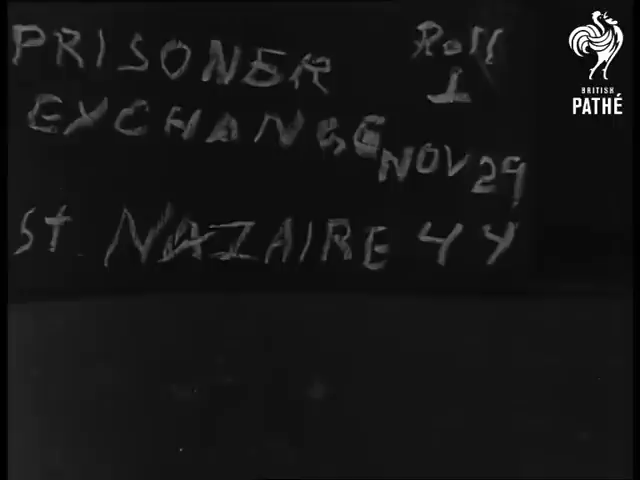 PRISONER
Roll
1
EXCHANGE
NOV 29
St. NAZAIRE 44
BRITISH
PATHÉ